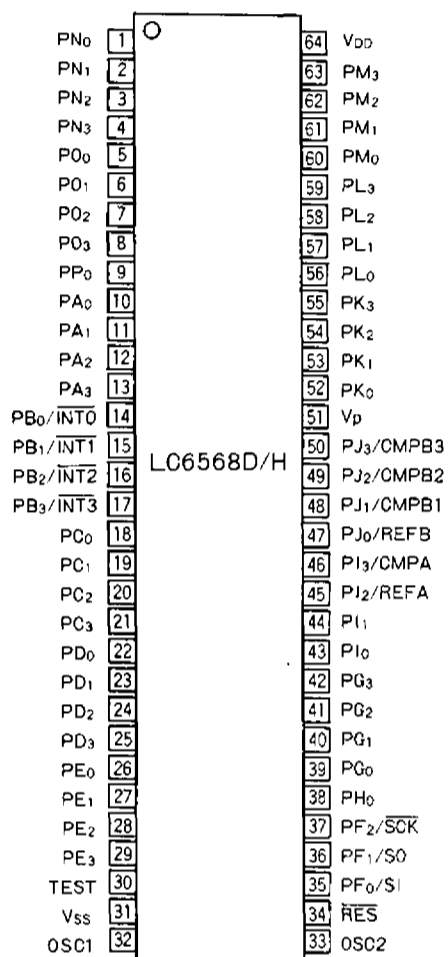 PN₀ 1 64 VDD
PN₁ 2 63 PM₃
PN₂ 3 62 PM₂
PN₃ 4 61 PM₁
PO₀ 5 60 PM₀
PO₁ 6 59 PL₃
PO₂ 7 58 PL₂
PO₃ 8 57 PL₁
PP₀ 9 56 PL₀
PA₀ 10 55 PK₃
PA₁ 11 54 PK₂
PA₂ 12 53 PK₁
PA₃ 13 52 PK₀
PB₀/I̅N̅T̅0̅ 14 51 Vp
PB₁/I̅N̅T̅1̅ 15 50 PJ₃/CMPB3
LC6568D/H
PB₂/I̅N̅T̅2̅ 16 49 PJ₂/CMPB2
PB₃/I̅N̅T̅3̅ 17 48 PJ₁/CMPB1
PC₀ 18 47 PJ₀/REFB
PC₁ 19 46 PI₃/CMPA
PC₂ 20 45 PI₂/REFA
PC₃ 21 44 PI₁
PD₀ 22 43 PI₀
PD₁ 23 42 PG₃
PD₂ 24 41 PG₂
PD₃ 25 40 PG₁
PE₀ 26 39 PG₀
PE₁ 27 38 PH₀
PE₂ 28 37 PF₂/S̅C̅K̅
PE₃ 29 36 PF₁/SO
TEST 30 35 PF₀/SI
VSS 31 34 R̅E̅S̅
OSC1 32 33 OSC2